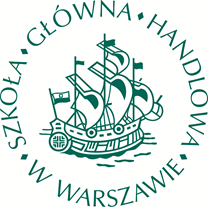 SZKOŁA • GŁÓWNA • HANDLOWA • W WARSZAWIE •